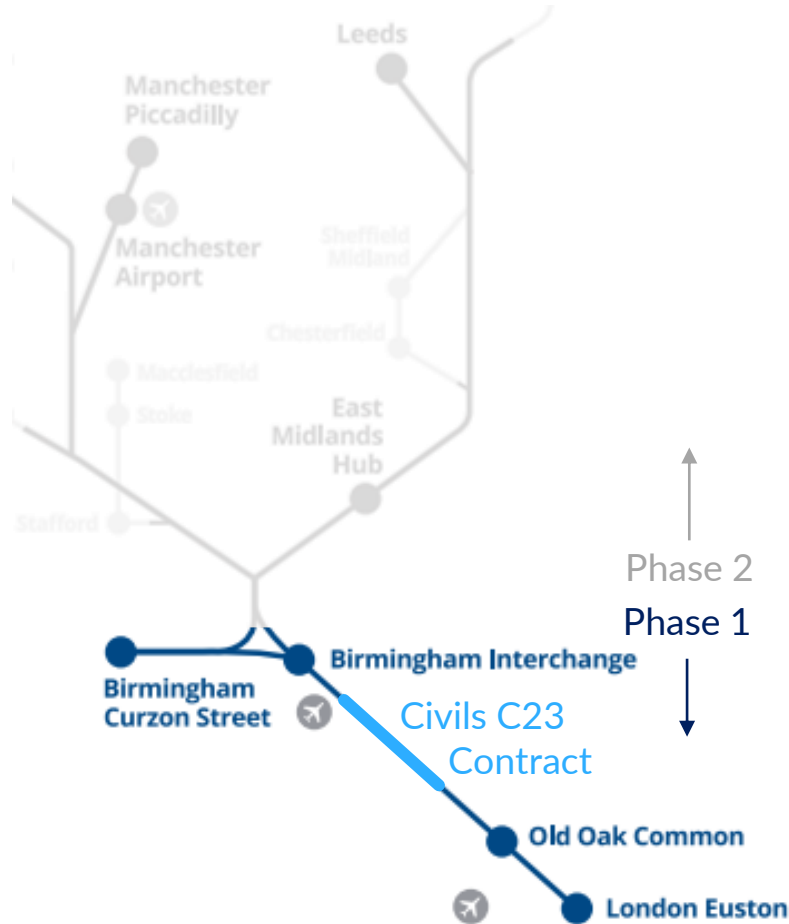 Leeds
Manchester
Piccadilly
Manchester
Airport
Sheffield
Midland
Chesterfield
Macclesfield
Stoke
East
Midlands
Hub
Stafford
Phase 2
Phase 1
Birmingham Interchange
Birmingham
Curzon Street
Civils C23
Contract
Old Oak Common
London Euston